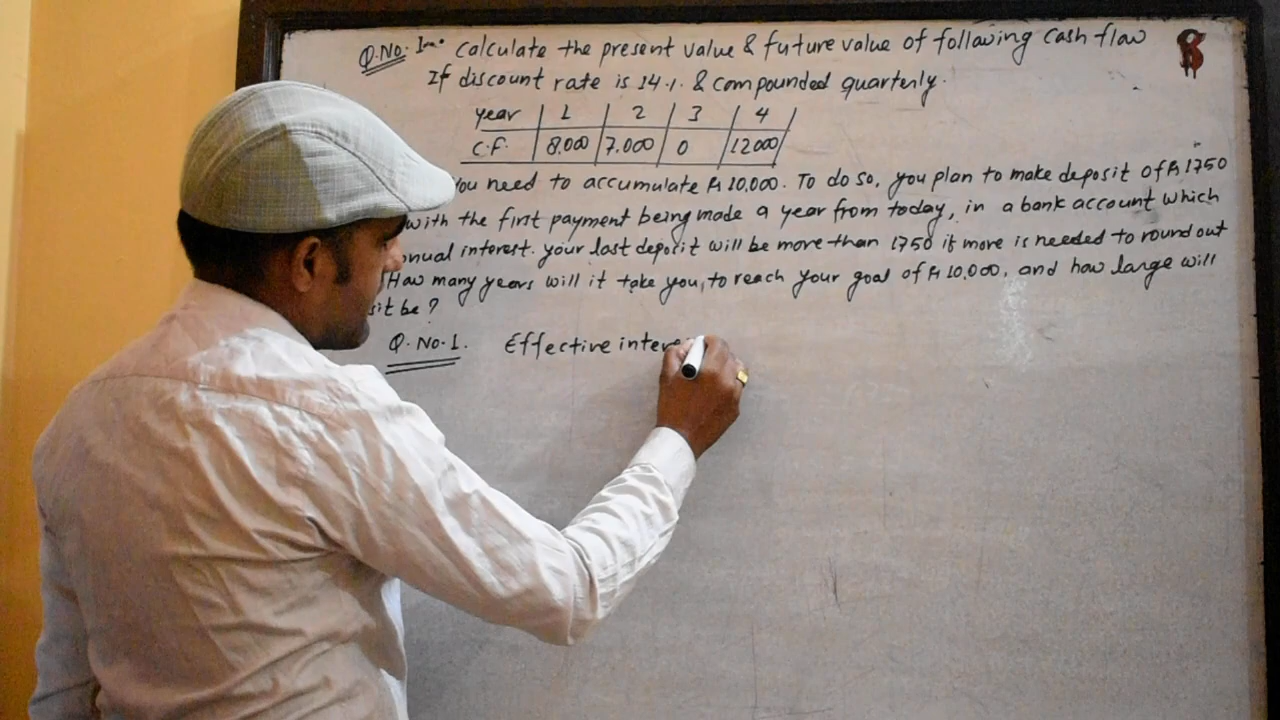 Q.No. 1 Calculate the present value & future value of following cash flow
If discount rate is 14%. & compounded quarterly.
year 1 2 3 4
C.F. 8,000 7,000 0 12000
You need to accumulate Rs 10,000. To do so, you plan to make deposit of Rs 1750
with the first payment being made a year from today, in a bank account which
nnual interest. your last deposit will be more than 1750 if more is needed to round out
How many years will it take you, to reach your goal of Rs 10,000, and how large will
sit be ?
Q. No. 1. Effective intere